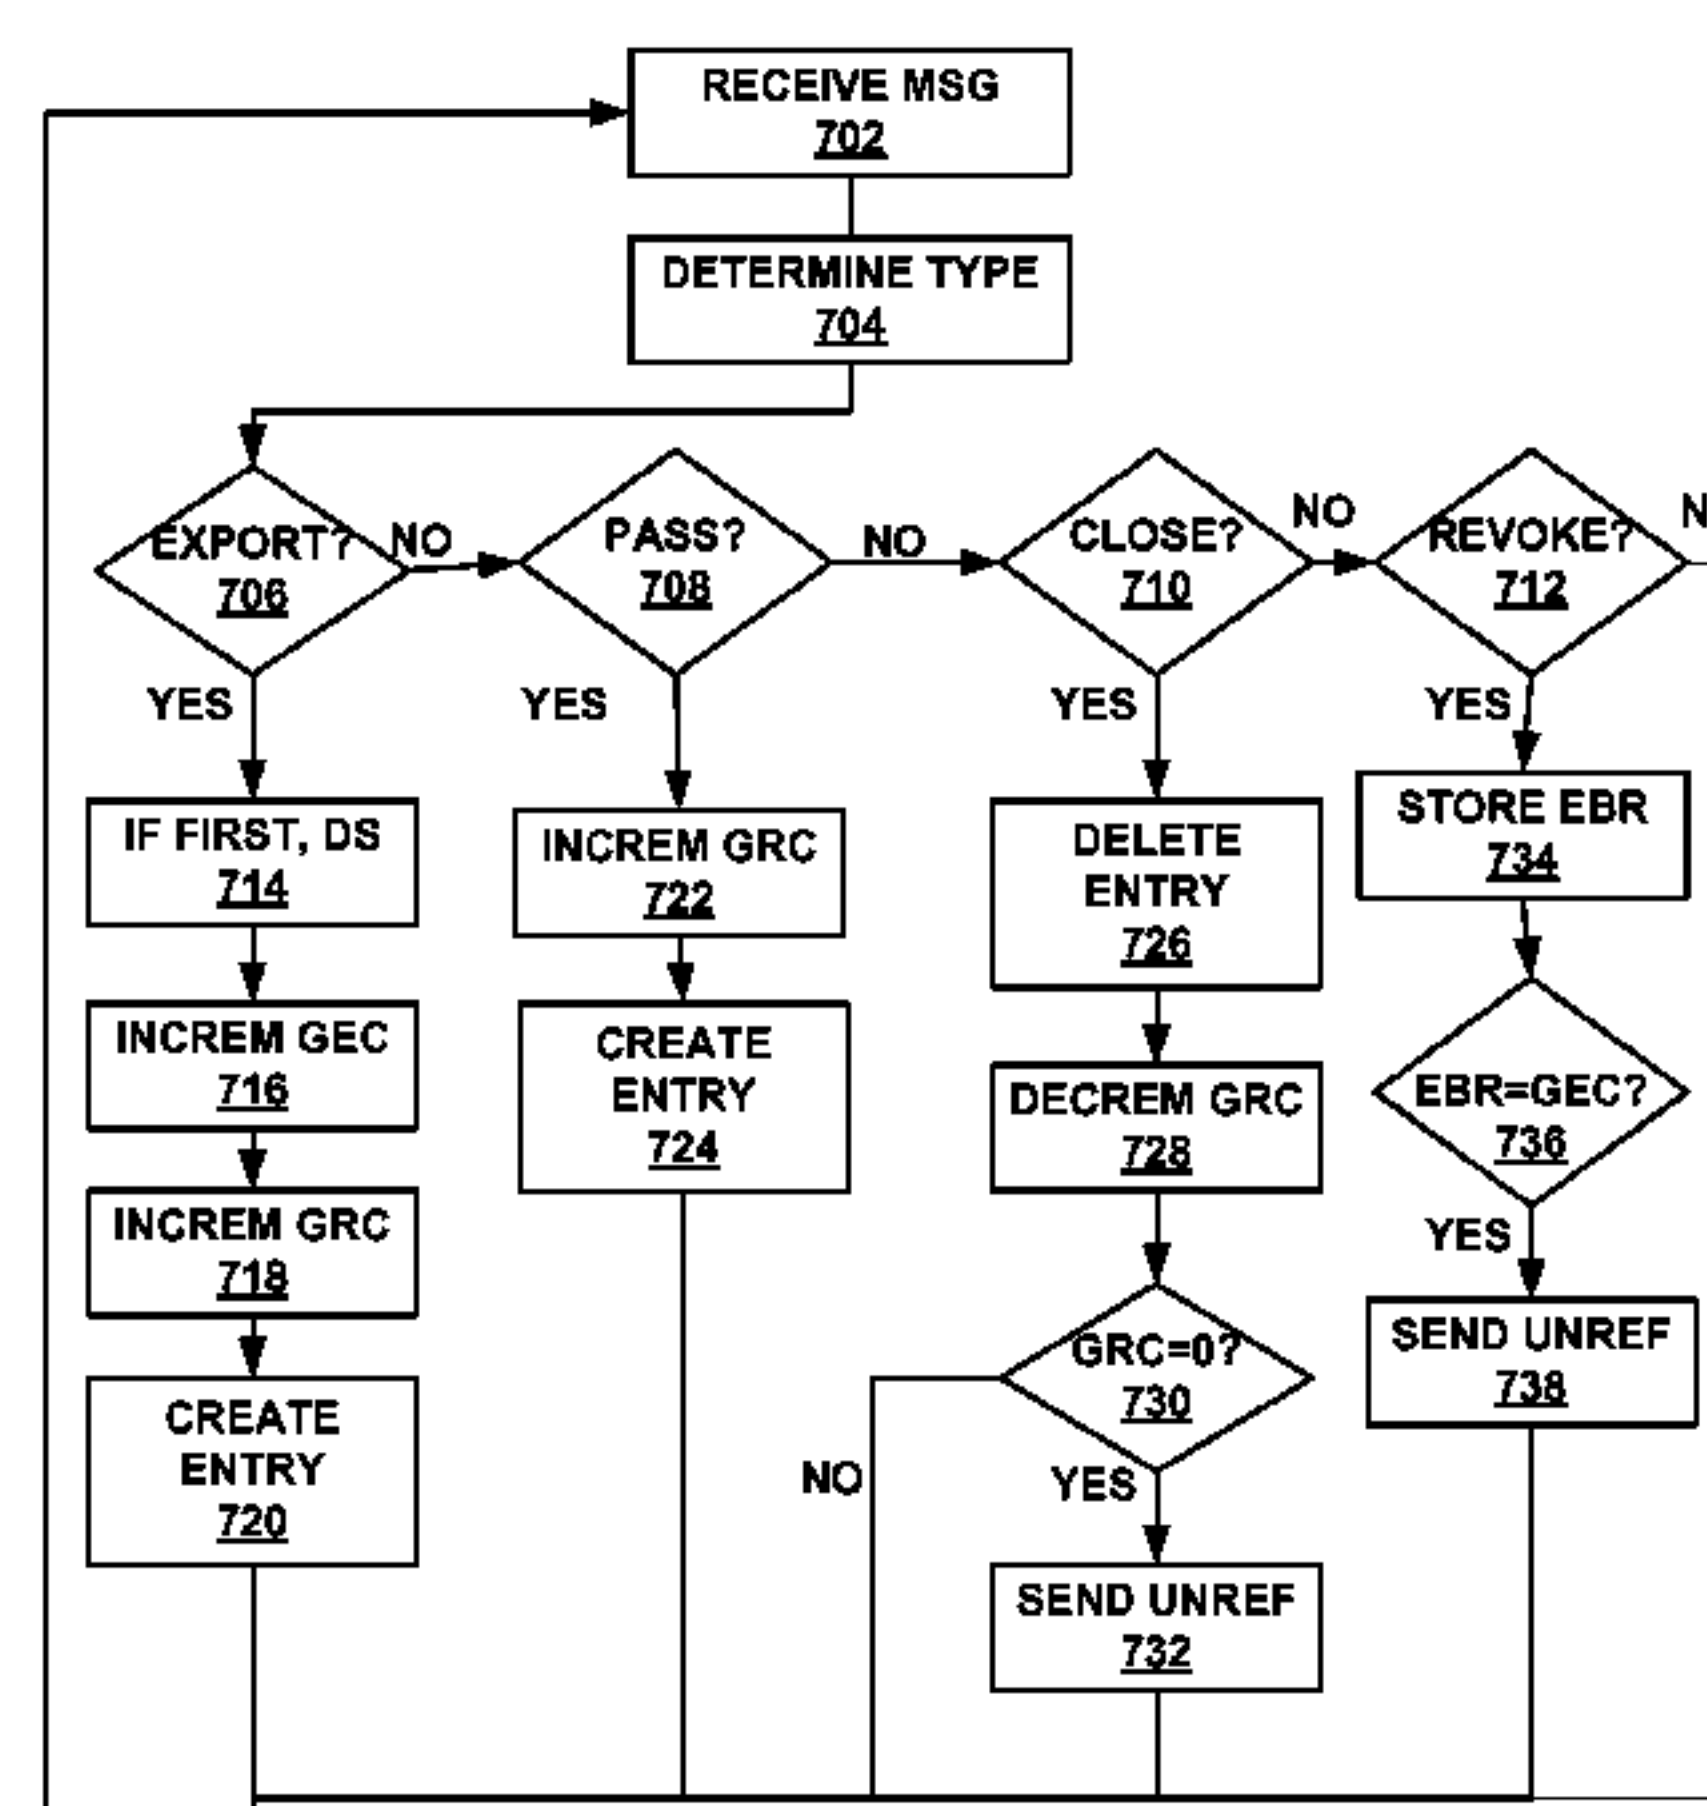 RECEIVE MSG
702
DETERMINE TYPE
704
EXPORT?
706
NO
PASS?
708
NO
CLOSE?
710
NO
REVOKE?
712
N
YES
YES
YES
YES
IF FIRST, DS
714
INCREM GEC
716
INCREM GRC
718
CREATE
ENTRY
720
INCREM GRC
722
CREATE
ENTRY
724
DELETE
ENTRY
726
DECREM GRC
728
GRC=0?
730
NO
YES
SEND UNREF
732
STORE EBR
734
EBR=GEC?
736
YES
SEND UNREF
738